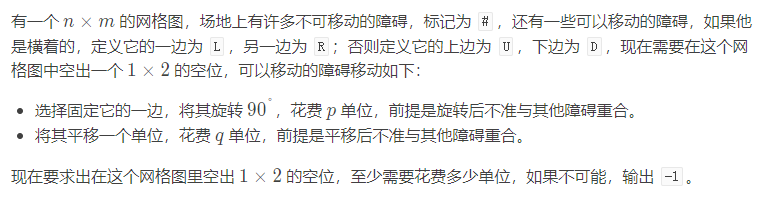 有一个 n × m 的网格图，场地上有许多不可移动的障碍，标记为 # ，还有一些可以移动的障碍，如果他
是横着的，定义它的一边为 L ，另一边为 R ；否则定义它的上边为 U ，下边为 D ，现在需要在这个网
格图中空出一个 1 × 2 的空位，可以移动的障碍移动如下：
• 选择固定它的一边，将其旋转 90°，花费 p 单位，前提是旋转后不准与其他障碍重合。
• 将其平移一个单位，花费 q 单位，前提是平移后不准与其他障碍重合。
现在要求出在这个网格图里空出 1 × 2 的空位，至少需要花费多少单位，如果不可能，输出 -1 。